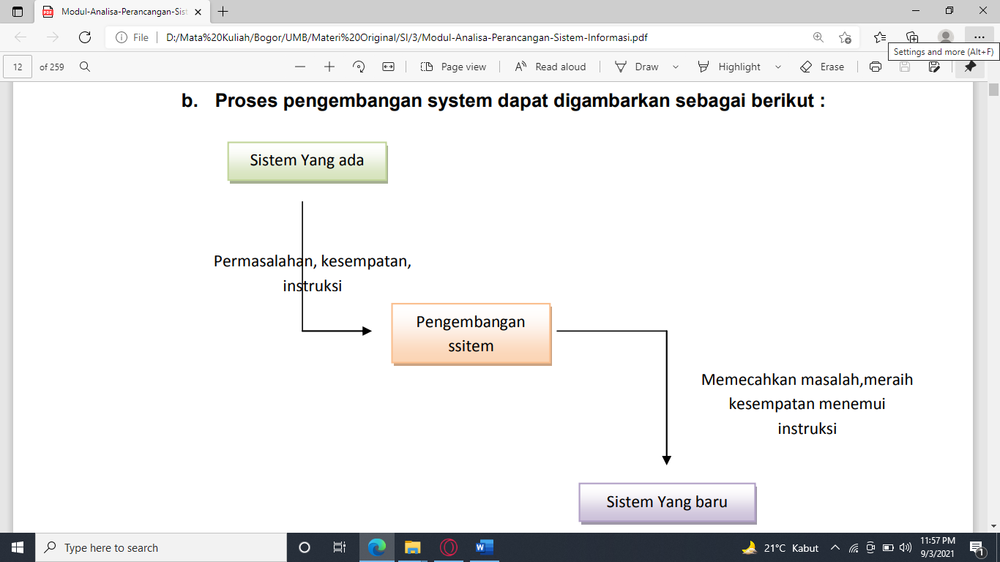 Modul-Analisa-Perancangan-Sist
File
D:/Mata%20Kuliah/Bogor/UMB/Materi%20Original/SI/3/Modul-Analisa-Perancangan-Sistem-Informasi.pdf
Settings and more (Alt+F)
12 of 259
Page view
Read aloud
Draw
Highlight
Erase
b. Proses pengembangan system dapat digambarkan sebagai berikut :
Sistem Yang ada
Permasalahan, kesempatan,
instruksi
Pengembangan
ssitem
Memecahkan masalah,meraih
kesempatan menemui
instruksi
Sistem Yang baru
Type here to search
21°C Kabut
11:57 PM
9/3/2021
1